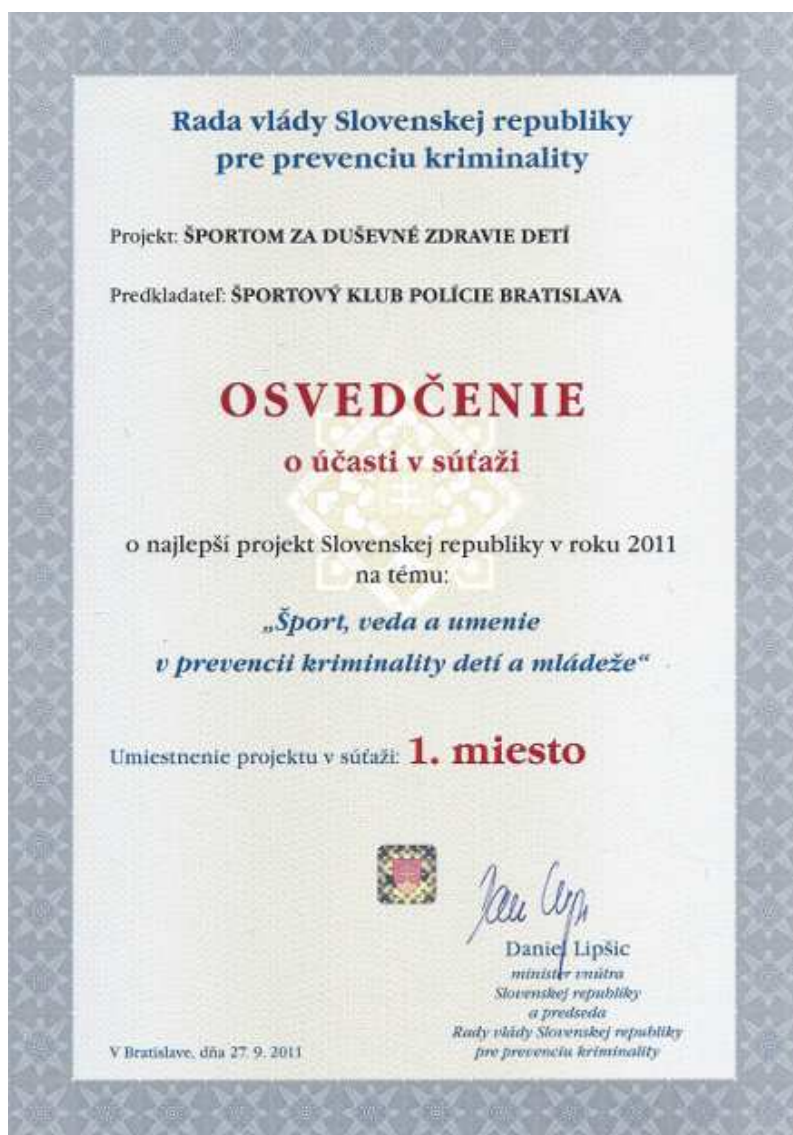 Rada vlády Slovenskej republiky
pre prevenciu kriminality
Projekt: ŠPORTOM ZA DUŠEVNÉ ZDRAVIE DETÍ
Predkladateľ: ŠPORTOVÝ KLUB POLÍCIE BRATISLAVA
OSVEDČENIE
o účasti v súťaži
o najlepší projekt Slovenskej republiky v roku 2011
na tému:
„Šport, veda a umenie
v prevencii kriminality detí a mládeže“
Umiestnenie projektu v súťaži: 1. miesto
Daniel Lipšic
minister vnútra
Slovenskej republiky
a predseda
Rady vlády Slovenskej republiky
pre prevenciu kriminality
V Bratislave, dňa 27. 9. 2011